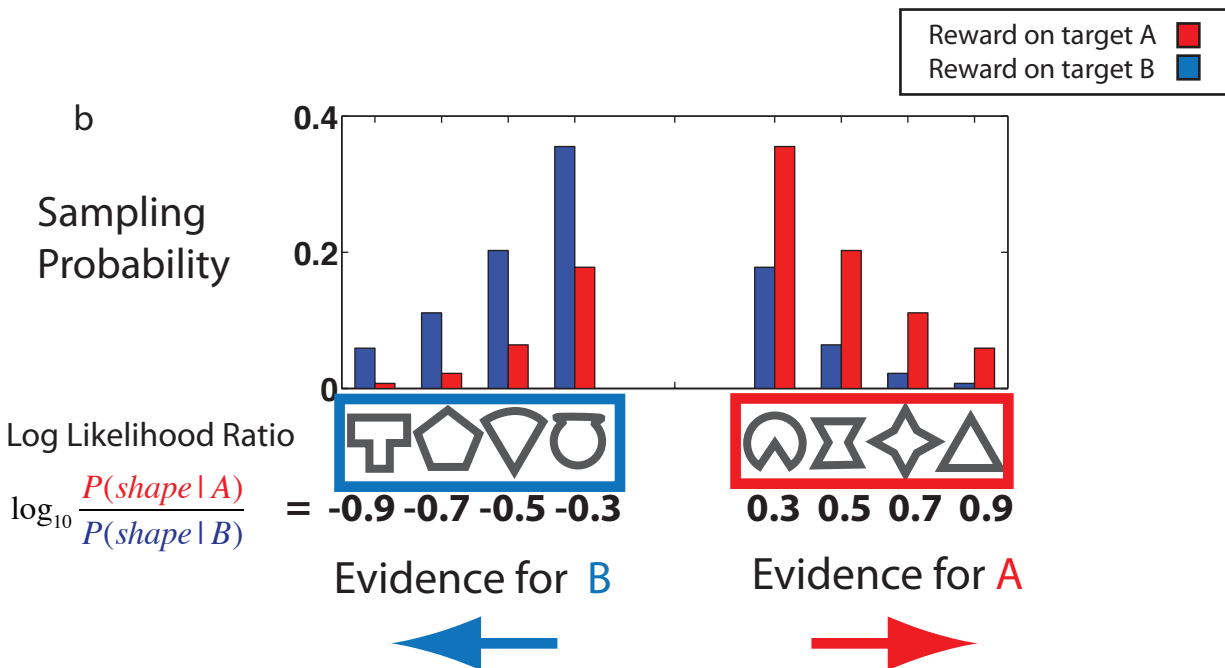 Reward on target A
Reward on target B
b
0.4
Sampling
Probability
0.2
0
Log Likelihood Ratio
log10 P(shape | A)
P(shape | B)
= -0.9 -0.7 -0.5 -0.3 0.3 0.5 0.7 0.9
Evidence for B
Evidence for A